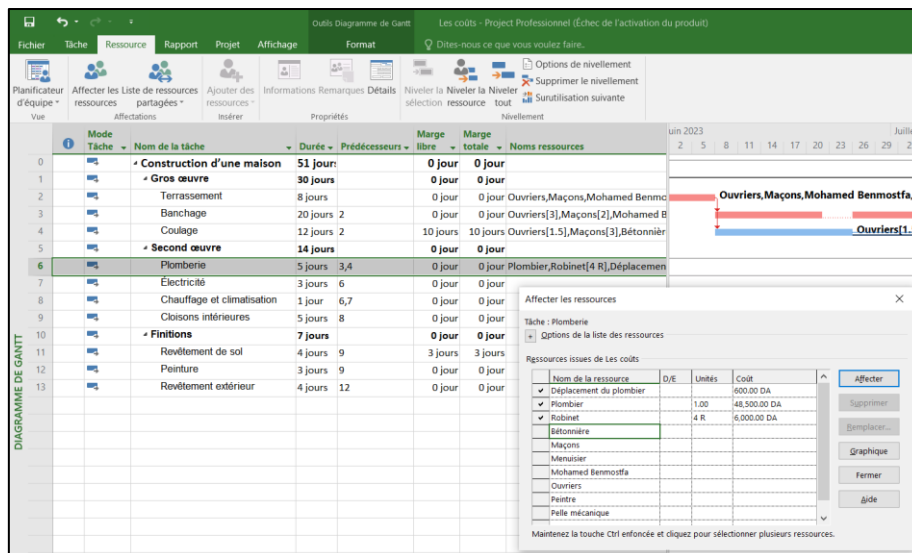 Outils Diagramme de Gantt Les coûts - Project Professionnel (Échec de l'activation du produit)
Fichier Tâche Ressource Rapport Projet Affichage Format Dites-nous ce que vous voulez faire..
Planificateur d'équipe Affecter les ressources Liste de ressources partagées Ajouter des ressources Informations Remarques Détails Niveler la sélection Niveler la ressource Niveler tout Options de nivellement
Supprimer le nivellement
Surutilisation suivante
Vue Affectations Insérer Propriétés Nivellement
Mode Tâche Nom de la tâche Durée Prédécesseurs Marge libre Marge totale Noms ressources
uin 2023 Juille
2 5 8 11 14 17 20 23 26 29
0 Construction d'une maison 51 jours 0 jour 0 jour
1 Gros œuvre 30 jours 0 jour 0 jour
2 Terrassement 8 jours 0 jour 0 jour Ouvriers,Maçons,Mohamed Benmo Ouvriers,Maçons,Mohamed Benmostfa,
3 Banchage 20 jours 2 0 jour 0 jour Ouvriers[3],Maçons[2],Mohamed B
4 Coulage 12 jours 2 10 jours 10 jours Ouvriers[1.5],Maçons[3],Bétonnièr Ouvriers[1.
5 Second œuvre 14 jours 0 jour 0 jour
6 Plomberie 5 jours 3,4 0 jour 0 jour Plombier,Robinet[4 R],Déplacemen
7 Électricité 3 jours 6 0 jour 0 jour
8 Chauffage et climatisation 1 jour 6,7 0 jour 0 jour
9 Cloisons intérieures 5 jours 8 0 jour 0 jour
10 Finitions 7 jours 0 jour 0 jour
11 Revêtement de sol 4 jours 9 3 jours 3 jours
12 Peinture 3 jours 9 0 jour 0 jour
13 Revêtement extérieur 4 jours 12 0 jour 0 jour
DIAGRAMME DE GANTT
Affecter les ressources
Tâche : Plomberie
+ Options de la liste des ressources
Ressources issues de Les coûts
Nom de la ressource D/E Unités Coût
Déplacement du plombier 600.00 DA
Plombier 1.00 48,500.00 DA
Robinet 4 R 6,000.00 DA
Bétonnière
Maçons
Menuisier
Mohamed Benmostfa
Ouvriers
Peintre
Pelle mécanique
Affecter
Supprimer
Remplacer...
Graphique
Fermer
Aide
Maintenez la touche Ctrl enfoncée et cliquez pour sélectionner plusieurs ressources.